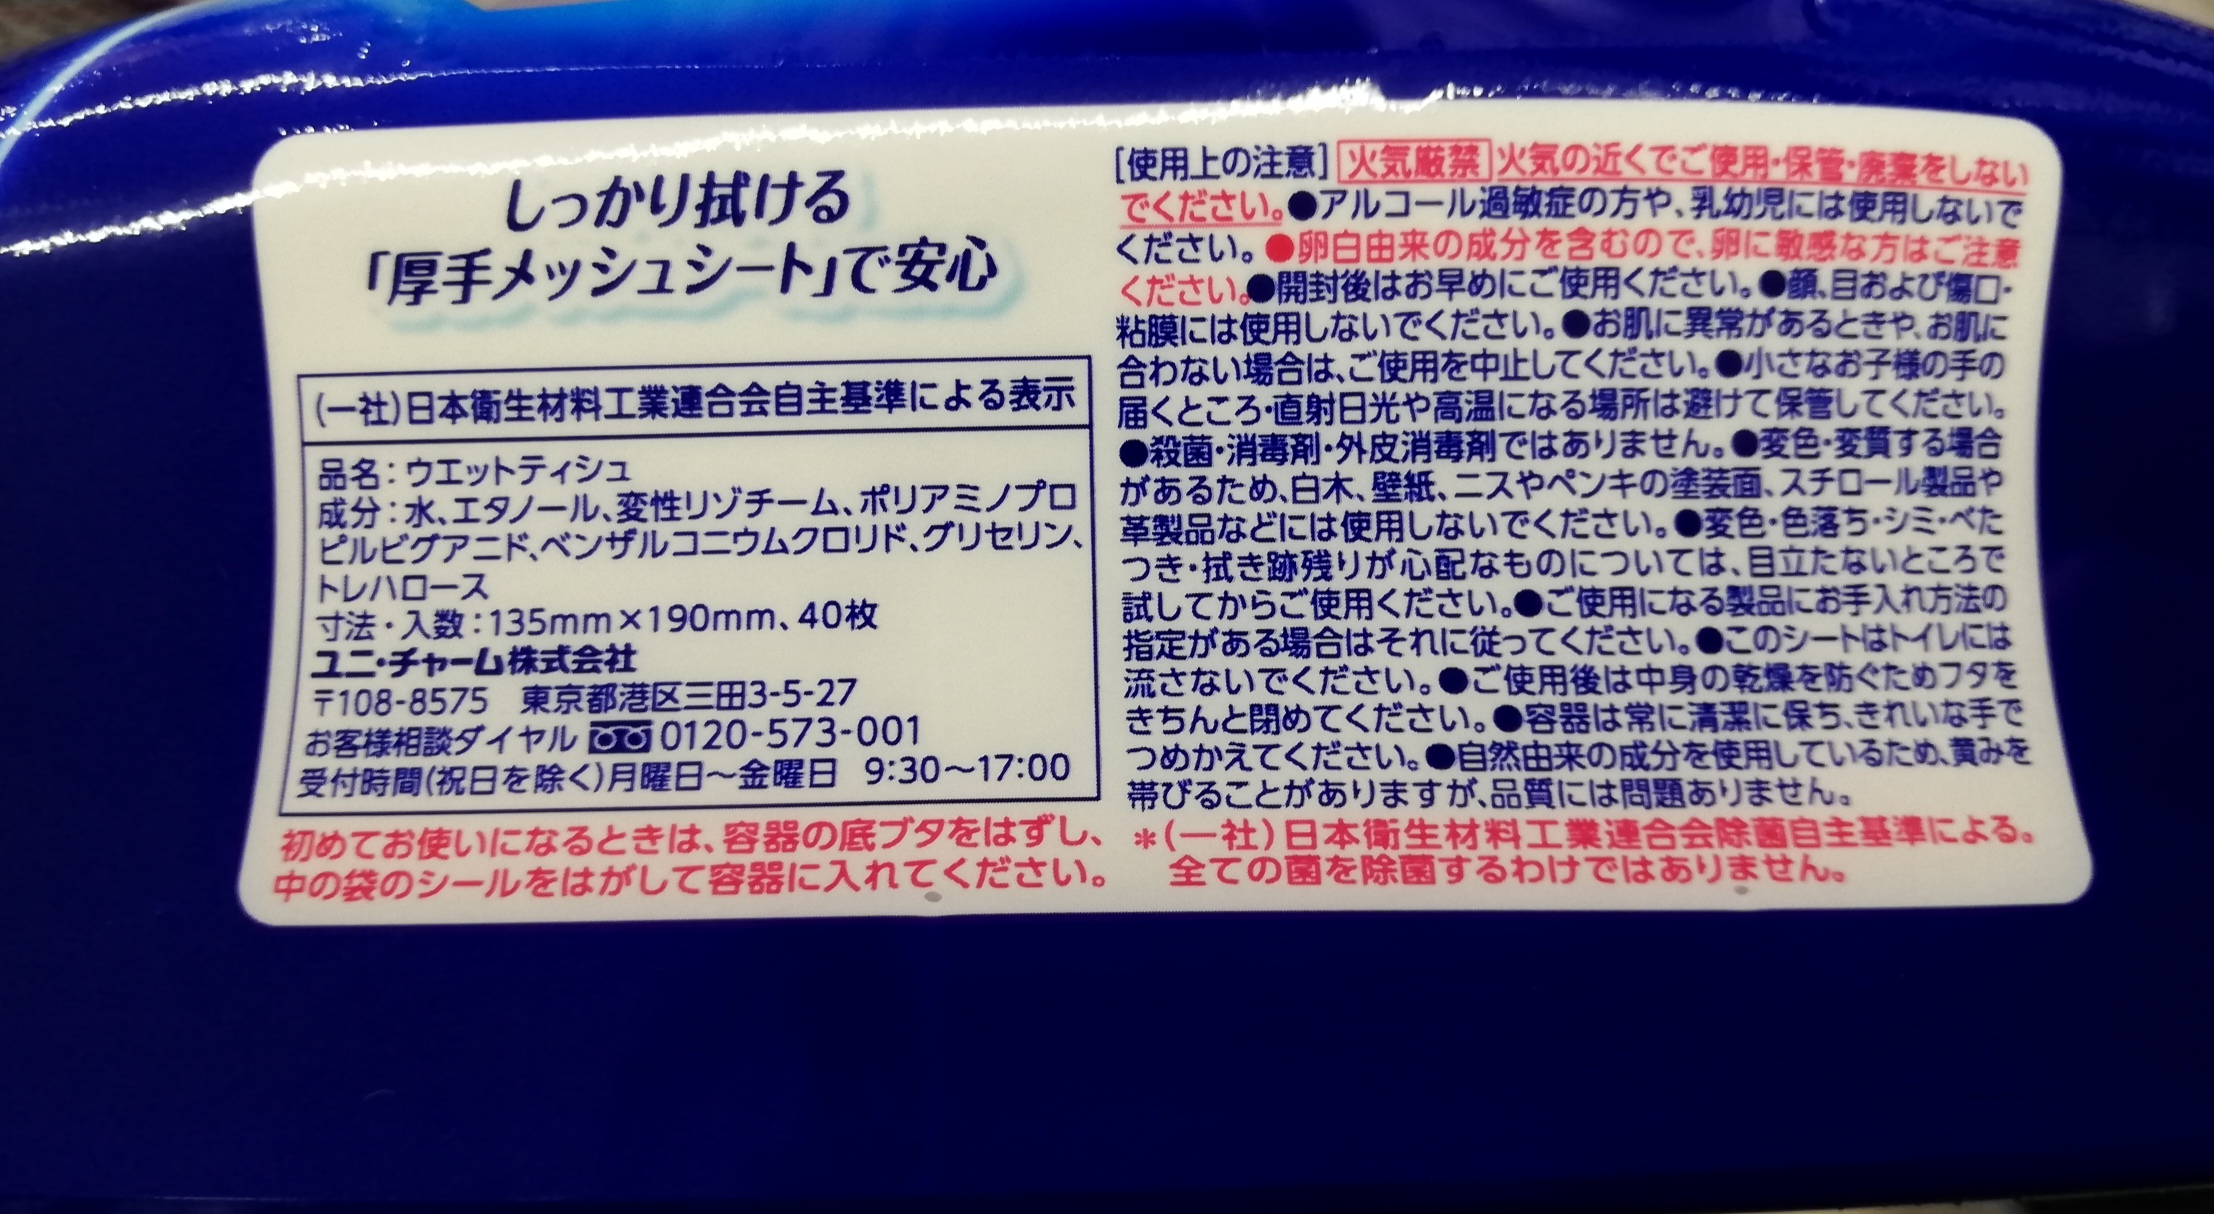 しっかり拭ける
「厚手メッシュシート」で安心
(一社)日本衛生材料工業連合会自主基準による表示
品名：ウエットティシュ
成分：水、エタノール、変性リゾチーム、ポリアミノプロ
ピルビグアニド、ベンザルコニウムクロリド、グリセリン、
トレハロース
寸法・入数：135mm×190mm、40枚
ユニ・チャーム株式会社
〒108-8575 東京都港区三田3-5-27
お客様相談ダイヤル 0120-573-001
受付時間(祝日を除く)月曜日～金曜日 9:30～17:00
初めてお使いになるときは、容器の底ブタをはずし、
中の袋のシールをはがして容器に入れてください。
[使用上の注意] 火気厳禁 火気の近くでご使用・保管・廃棄をしない
でください。●アルコール過敏症の方や、乳幼児には使用しないで
ください。●卵白由来の成分を含むので、卵に敏感な方はご注意
ください。●開封後はお早めにご使用ください。●顔、目および傷口・
粘膜には使用しないでください。●お肌に異常があるときや、お肌に
合わない場合は、ご使用を中止してください。●小さなお子様の手の
届くところ・直射日光や高温になる場所は避けて保管してください。
●殺菌・消毒剤・外皮消毒剤ではありません。●変色・変質する場合
があるため、白木、壁紙、ニスやペンキの塗装面、スチロール製品や
革製品などには使用しないでください。●変色・色落ち・シミ・べた
つき・拭き跡残りが心配なものについては、目立たないところで
試してからご使用ください。●ご使用になる製品にお手入れ方法の
指定がある場合はそれに従ってください。●このシートはトイレには
流さないでください。●ご使用後は中身の乾燥を防ぐためフタを
きちんと閉めてください。●容器は常に清潔に保ち、きれいな手で
つめかえてください。●自然由来の成分を使用しているため、黄みを
帯びることがありますが、品質には問題ありません。
＊(一社)日本衛生材料工業連合会除菌自主基準による。
全ての菌を除菌するわけではありません。